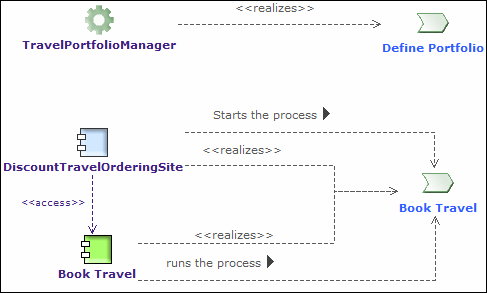 <<realizes>>
TravelPortfolioManager
Define Portfolio
Starts the process
<<realizes>>
DiscountTravelOrderingSite
<<access>>
Book Travel
<<realizes>>
Book Travel
runs the process